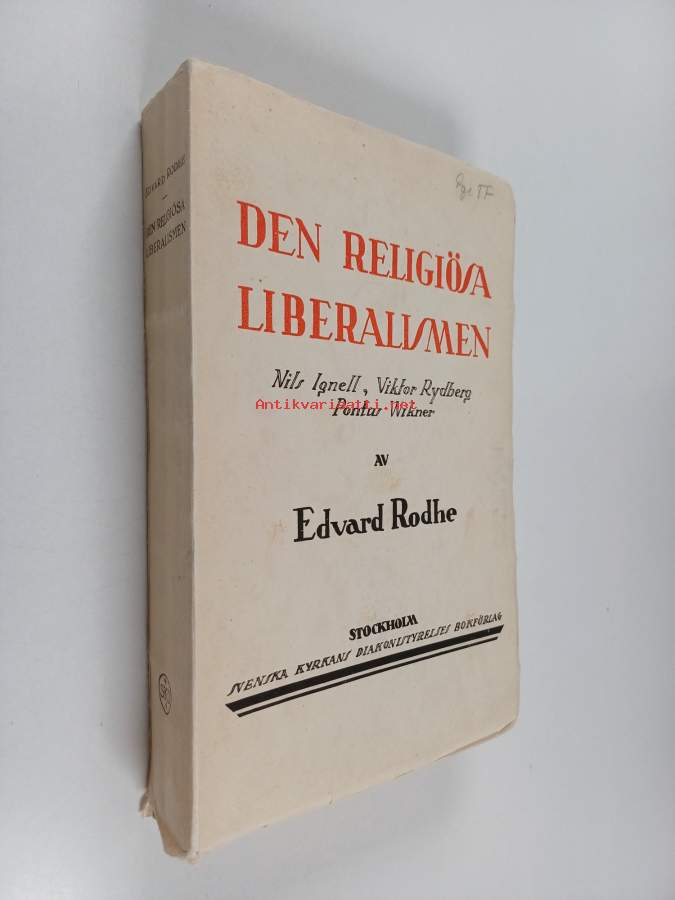 EDVARD RODHE
DEN RELIGIÖSA
LIBERALISMEN
DEN RELIGIÖSA
LIBERALISMEN
Nils Ignell, Viktor Rydberg
Antikvariaatti.net
Pontus Wikner
AV
Edvard Rodhe
STOCKHOLM
SVENSKA KYRKANS DIAKONISTYRELSES BOKFÖRLAG